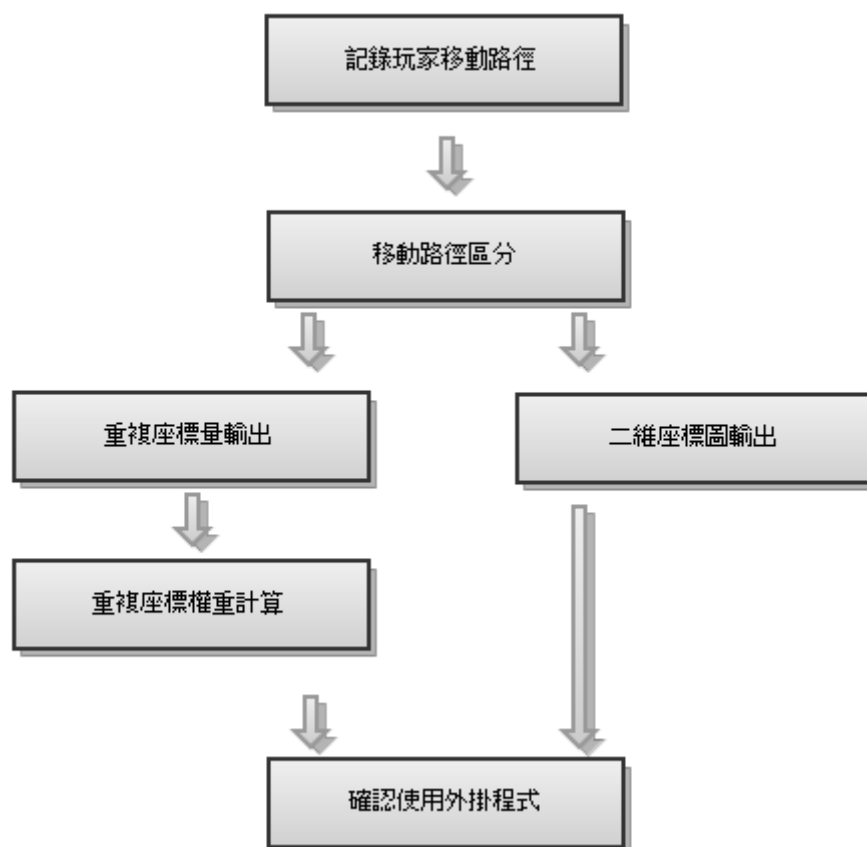 記錄玩家移動路徑
移動路徑區分
重複座標量輸出
二維座標圖輸出
重複座標權重計算
確認使用外掛程式